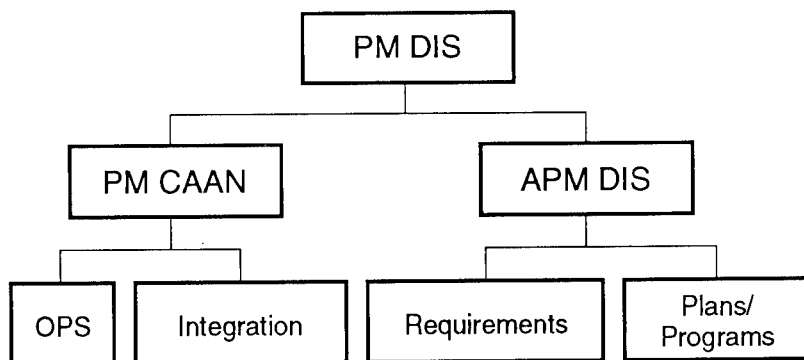 PM DIS
PM CAAN
APM DIS
OPS
Integration
Requirements
Plans/
Programs